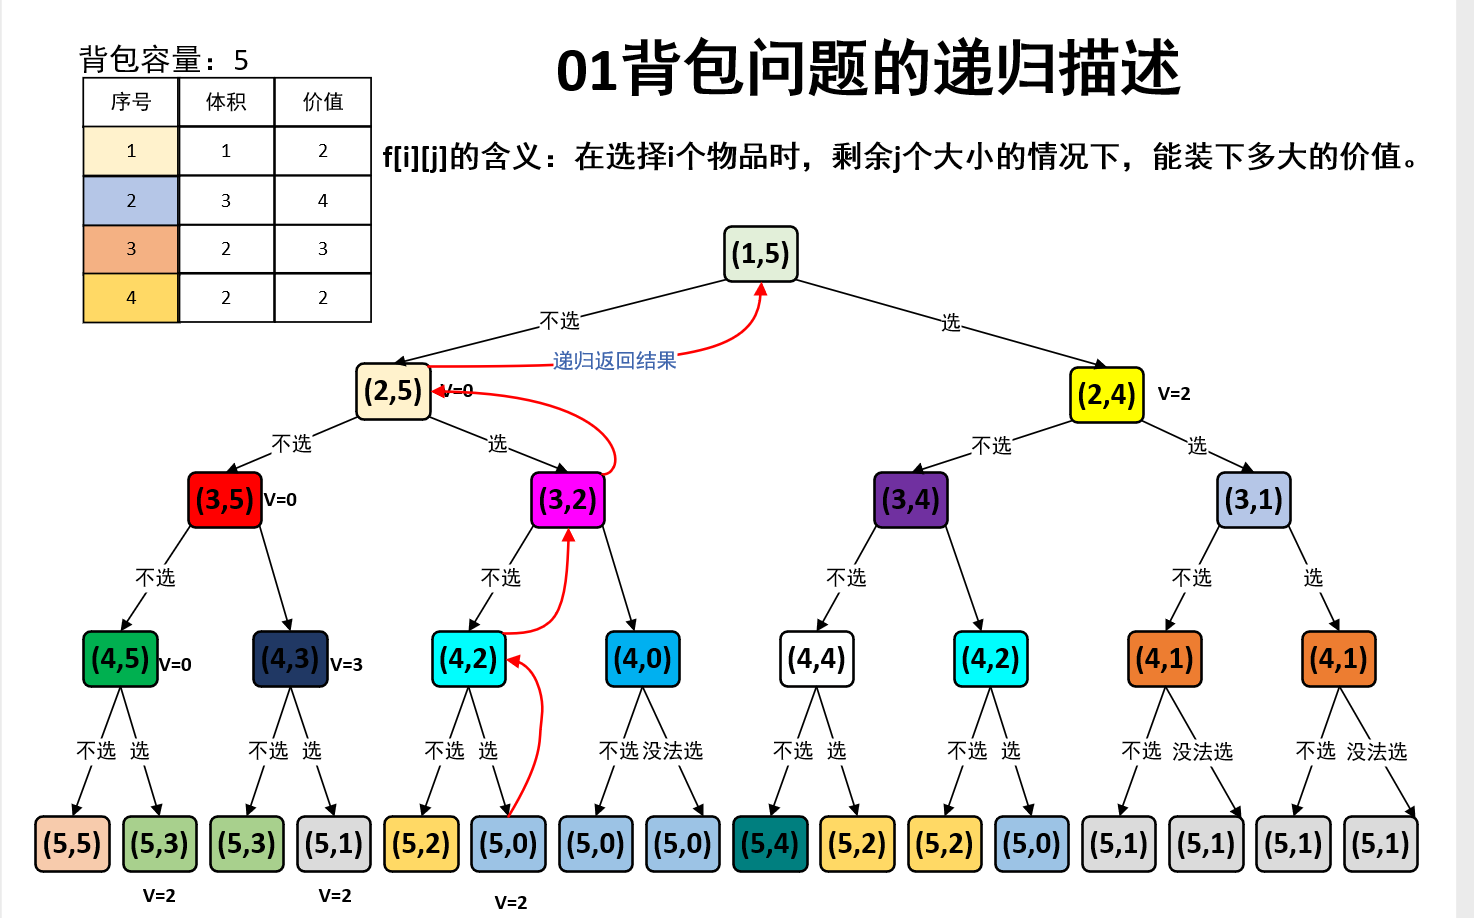 背包容量：5
01背包问题的递归描述
序号 体积 价值
1 1 2
2 3 4
3 2 3
4 2 2
f[i][j]的含义：在选择i个物品时，剩余j个大小的情况下，能装下多大的价值。
(1,5)
不选 选
递归返回结果
(2,5) V=0 (2,4) V=2
不选 选 不选 选
(3,5) V=0 (3,2) (3,4) (3,1)
不选 不选 不选 不选 选
(4,5) V=0 (4,3) V=3 (4,2) (4,0) (4,4) (4,2) (4,1) (4,1)
不选 选 不选 选 不选 选 不选 没法选 不选 选 不选 选 不选 没法选 不选 没法选
(5,5) (5,3) (5,3) (5,1) (5,2) (5,0) (5,0) (5,0) (5,4) (5,2) (5,2) (5,0) (5,1) (5,1) (5,1) (5,1)
V=2 V=2 V=2